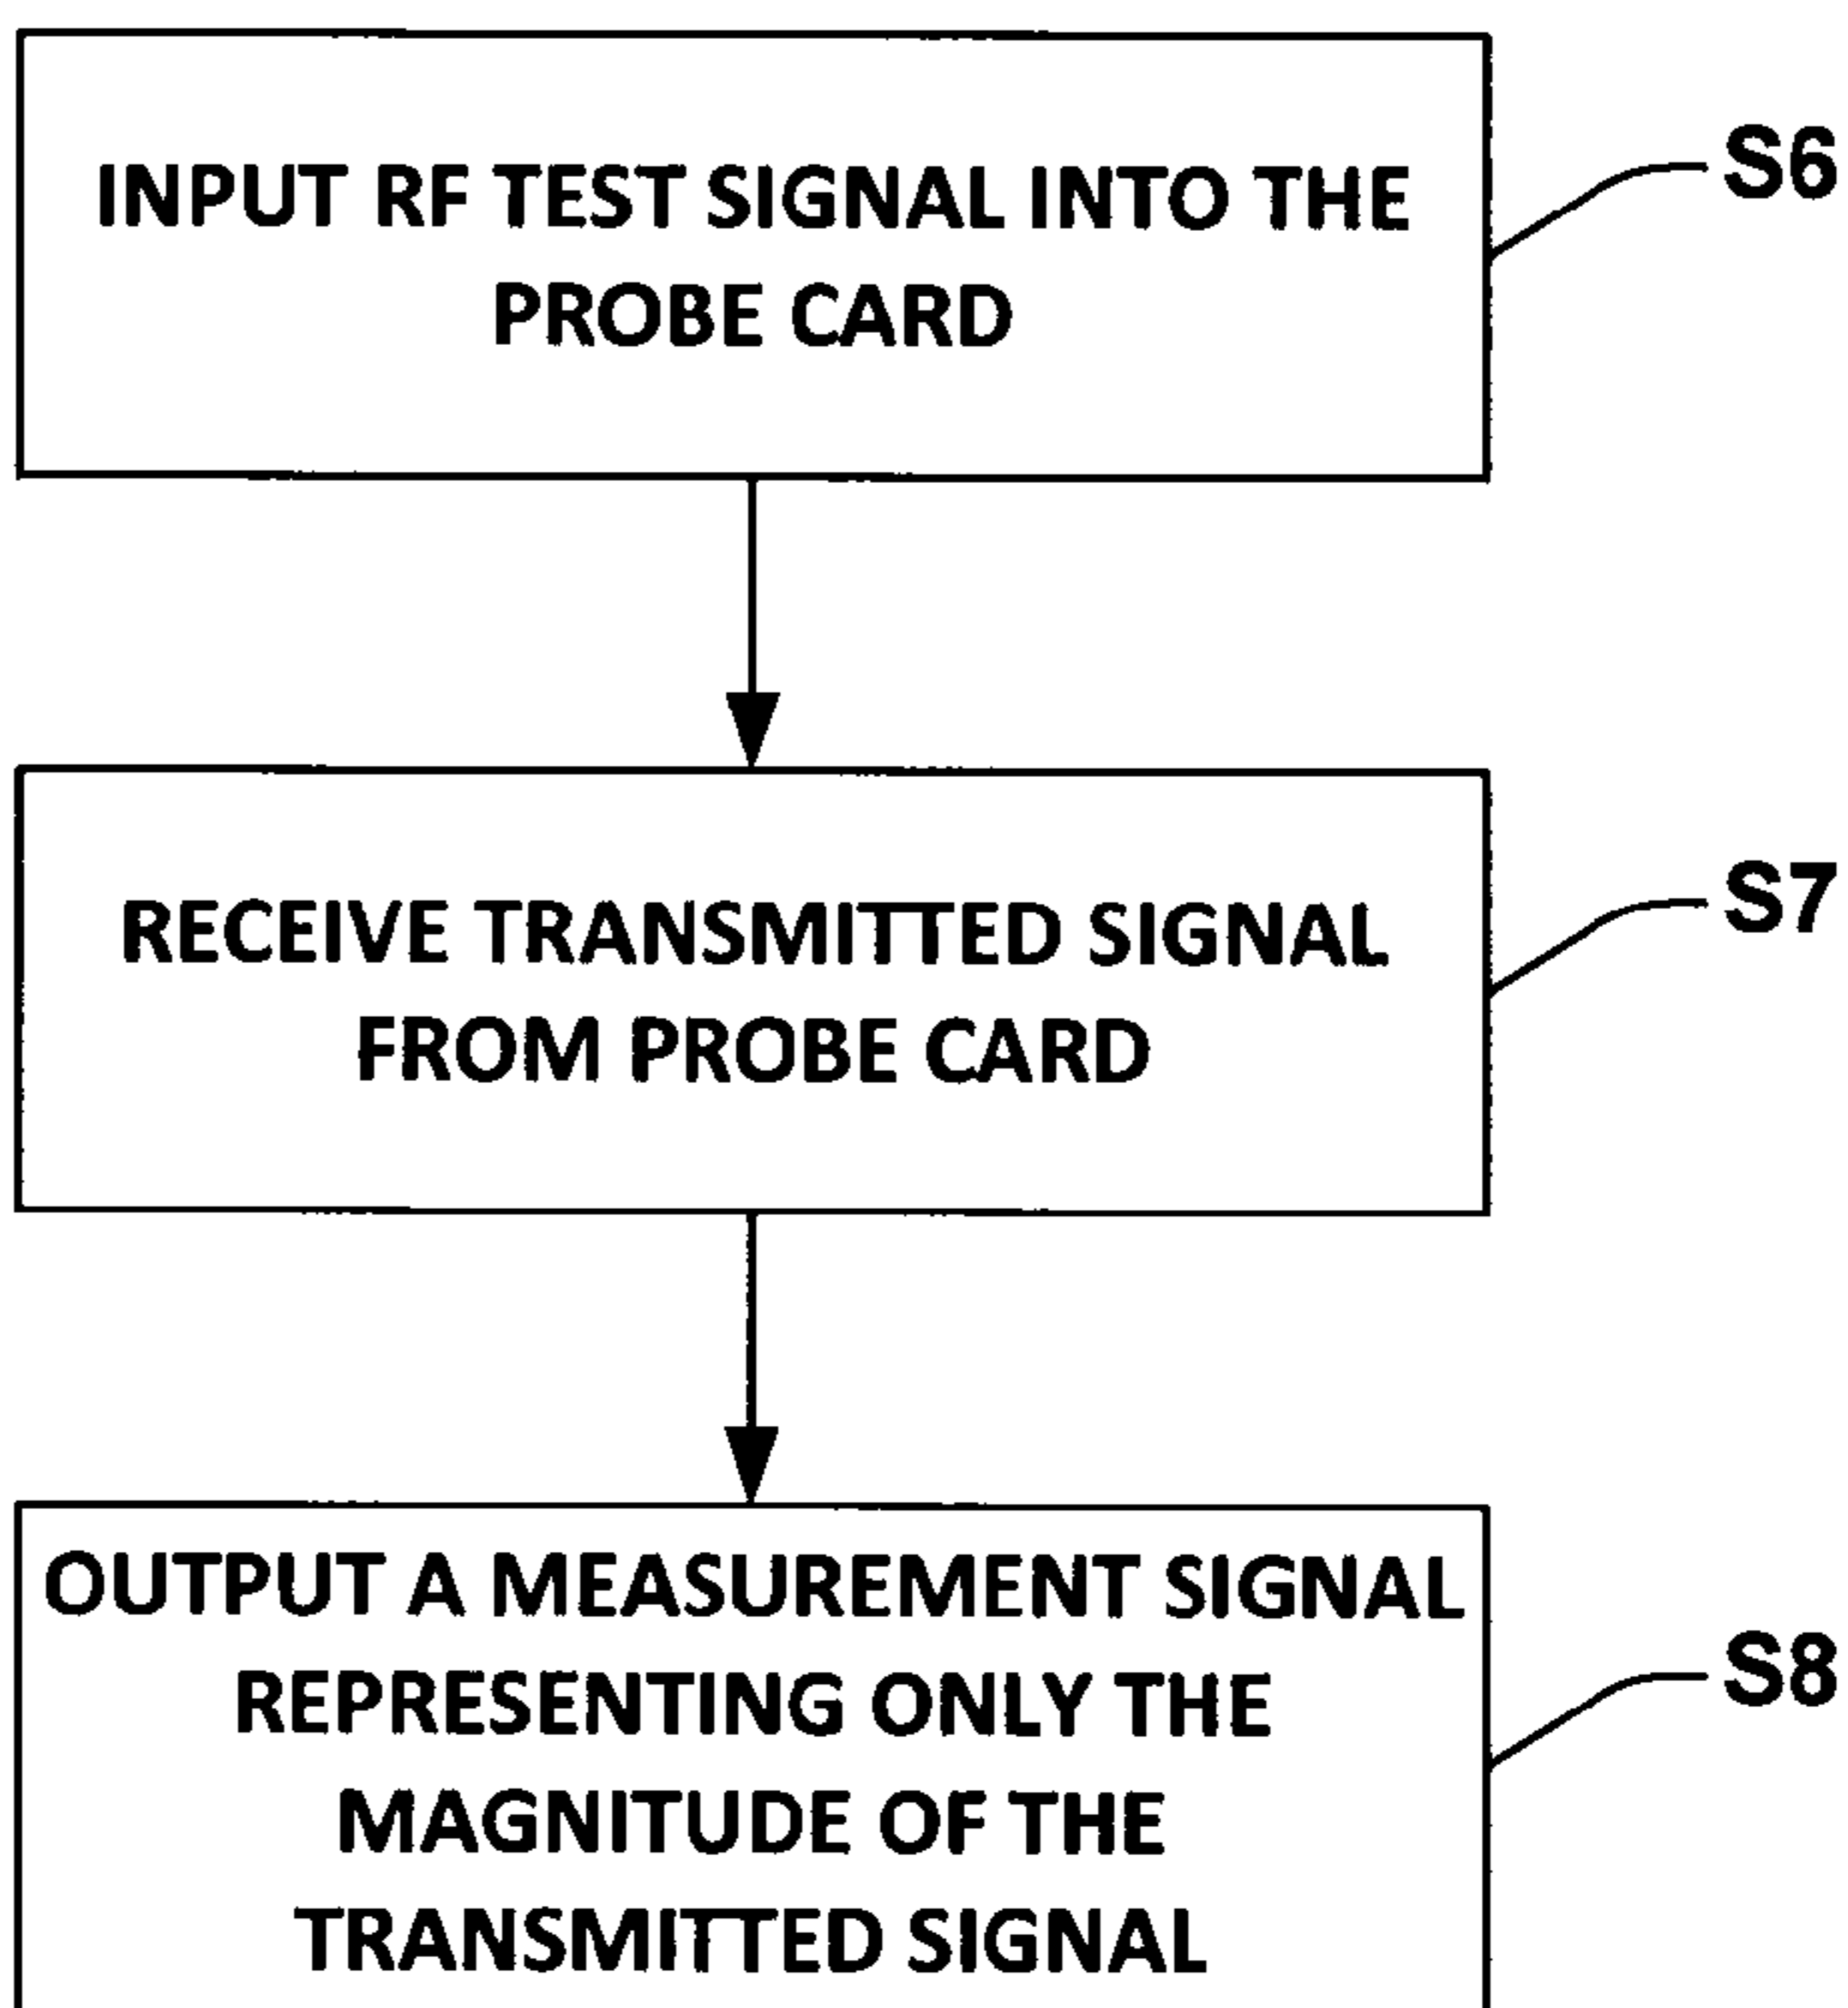 INPUT RF TEST SIGNAL INTO THE
PROBE CARD
S6
RECEIVE TRANSMITTED SIGNAL
FROM PROBE CARD
S7
OUTPUT A MEASUREMENT SIGNAL
REPRESENTING ONLY THE
MAGNITUDE OF THE
TRANSMITTED SIGNAL
S8